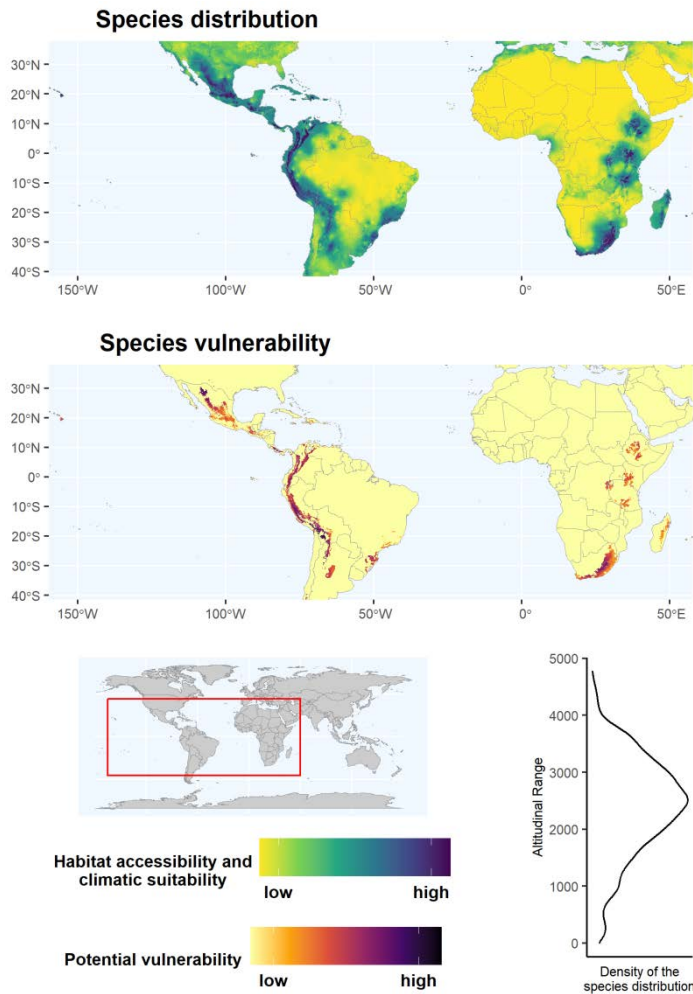 Species distribution
30°N
20°N
10°N
0°
10°S
20°S
30°S
40°S
150°W
100°W
50°W
0°
50°E
Species vulnerability
30°N
20°N
10°N
0°
10°S
20°S
30°S
40°S
150°W
100°W
50°W
0°
50°E
Habitat accessibility and
climatic suitability
low
high
Potential vulnerability
low
high
5000
4000
3000
2000
1000
0
Altitudinal Range
Density of the
species distribution